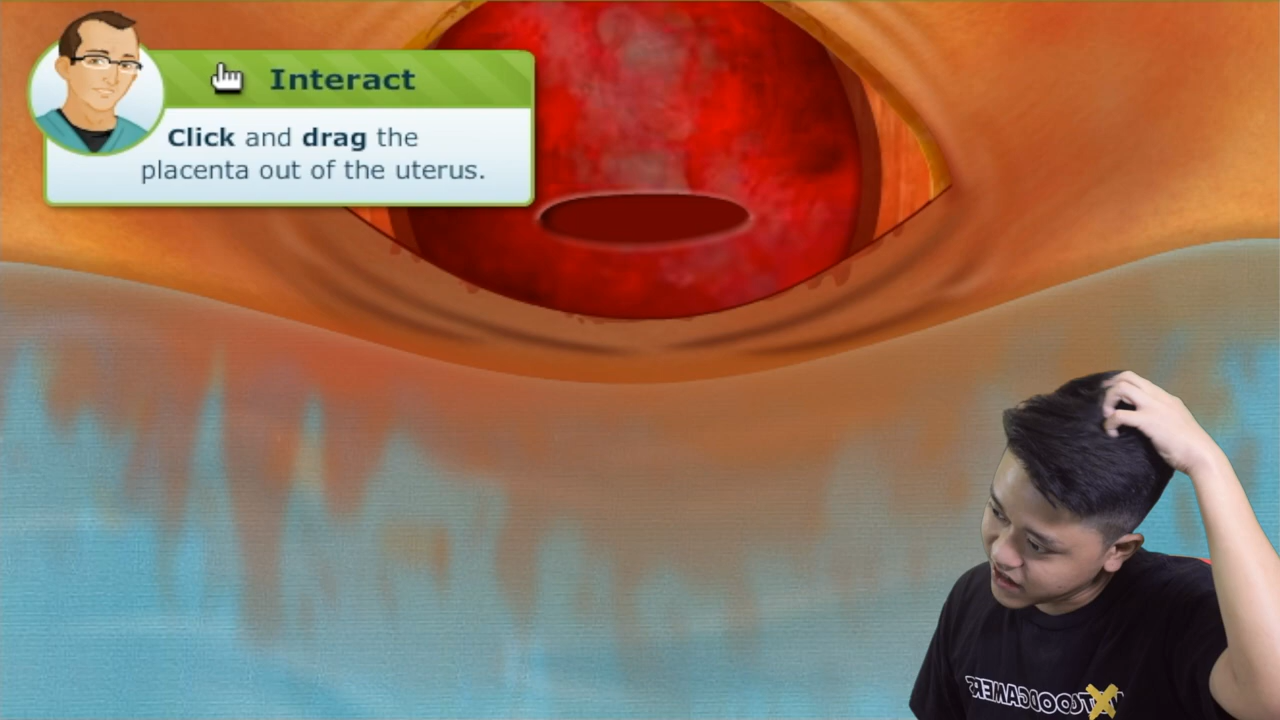 Interact
Click and drag the
placenta out of the uterus.